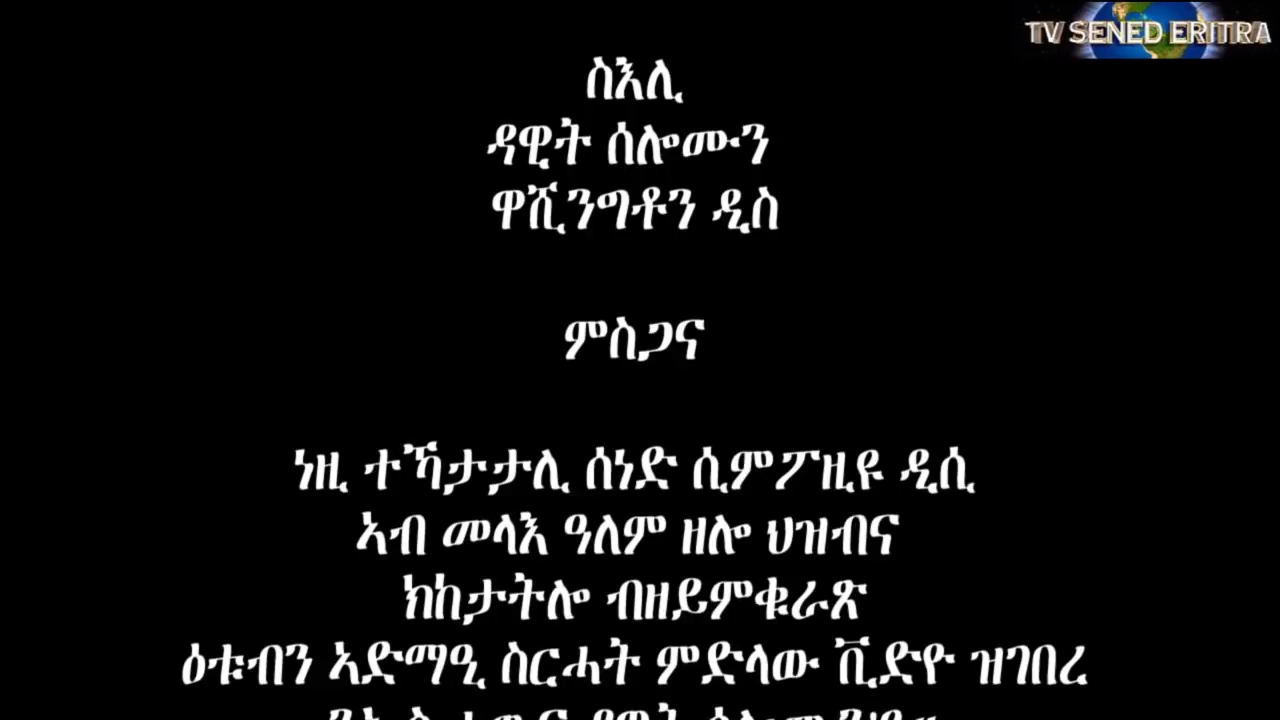 TV SENED ERITRA
ስእሊ
ዳዊት ሰሎሙን
ዋሺንግቶን ዲስ
ምስጋና
ነዚ ተኻታታሊ ሰነድ ሲምፖዚዩ ዲሲ
ኣብ መላእ ዓለም ዘሎ ህዝብና
ክከታትሎ ብዘይምቁራጽ
ዕቱብን ኣድማዒ ስርሓት ምድላው ቪድዮ ዝገበረ